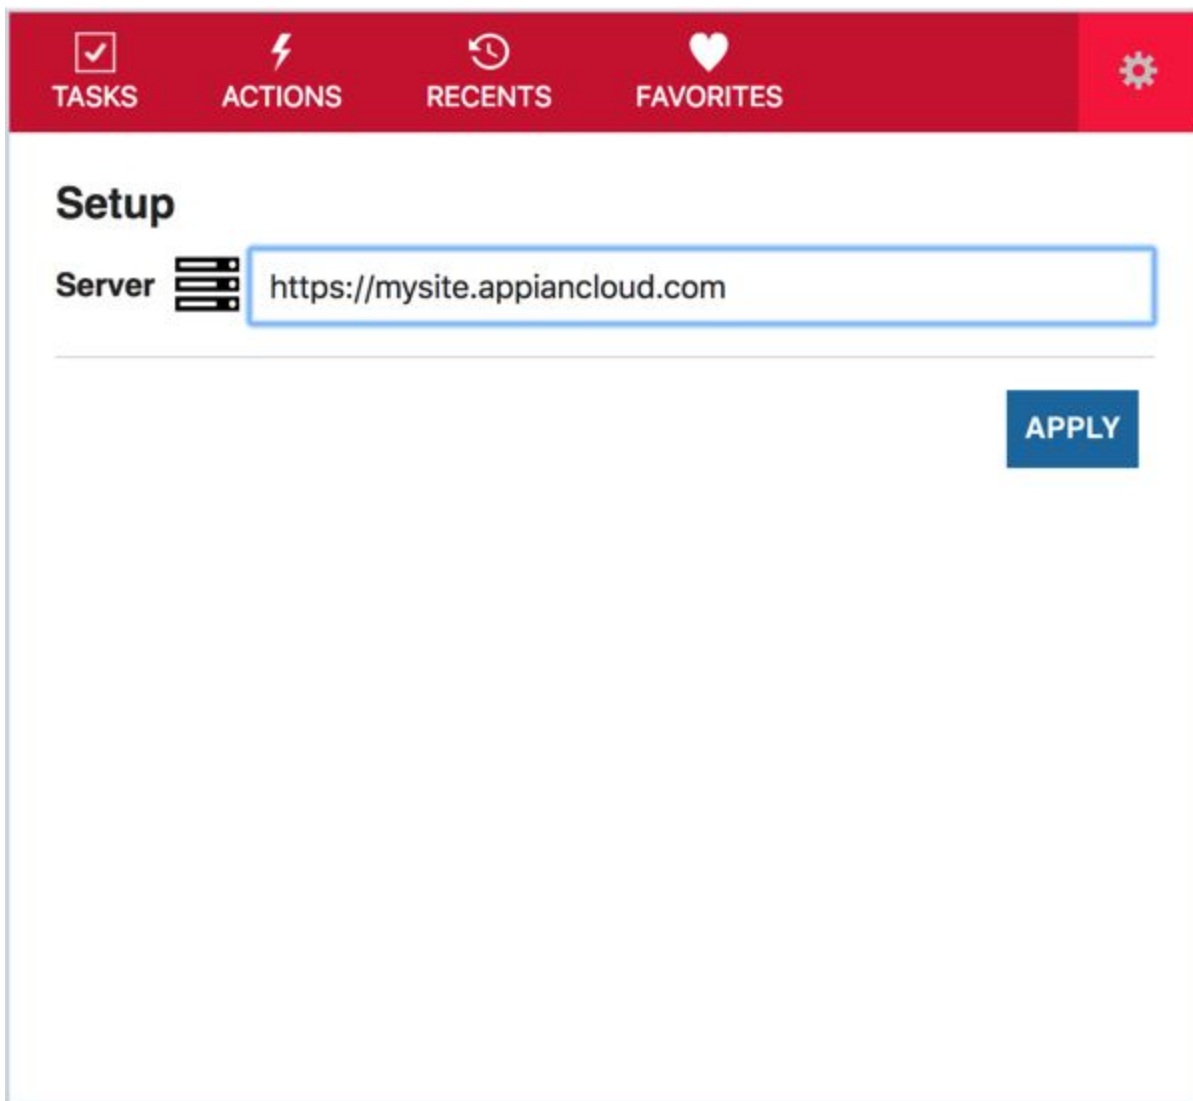 TASKS ACTIONS RECENTS FAVORITES
Setup
Server https://mysite.appiancloud.com
APPLY